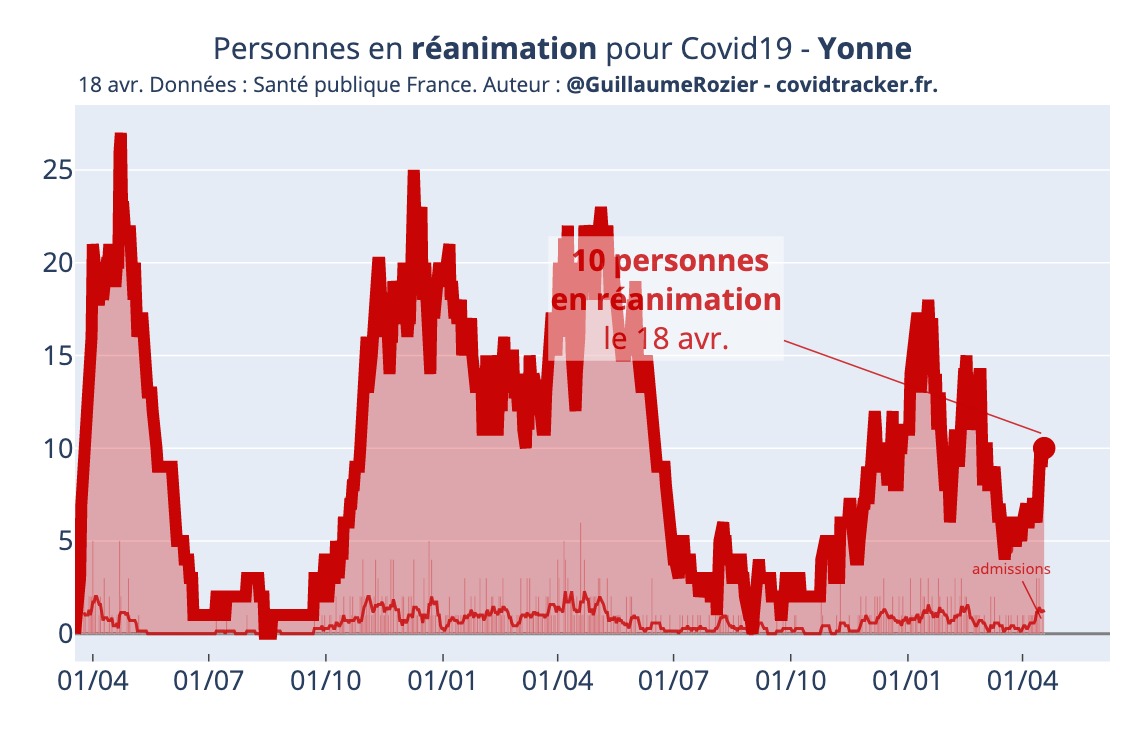 Personnes en réanimation pour Covid19 - Yonne
18 avr. Données : Santé publique France. Auteur : @GuillaumeRozier - covidtracker.fr.
25
20
15
10
5
0
10 personnes
en réanimation
le 18 avr.
admissions
01/04 01/07 01/10 01/01 01/04 01/07 01/10 01/01 01/04